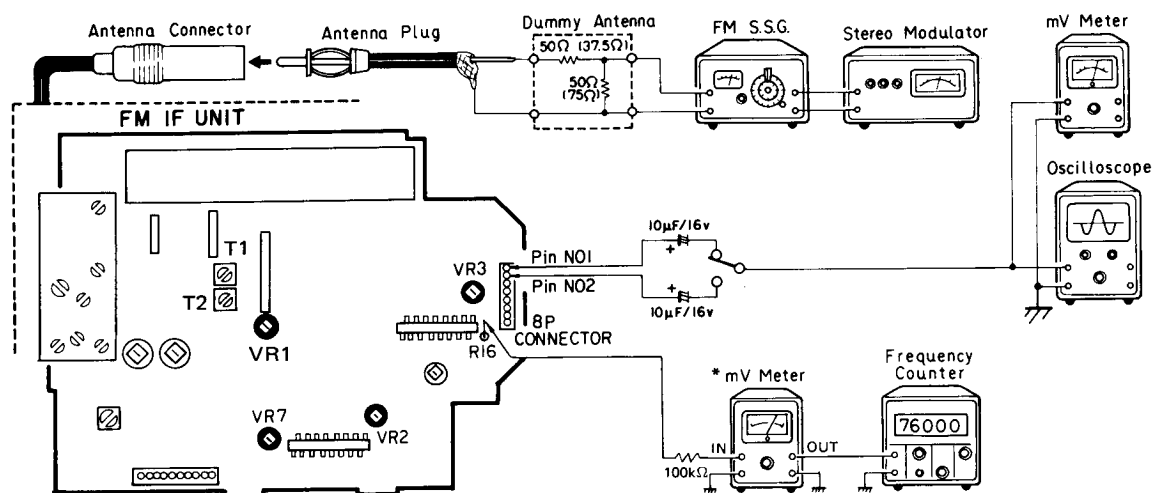 Antenna Connector
Antenna Plug
Dummy Antenna
50Ω (37.5Ω)
50Ω
(75Ω)
FM S.S.G.
Stereo Modulator
mV Meter
FM IF UNIT
Oscilloscope
T1
T2
VR1
VR3
Pin NO1
Pin NO2
8P
CONNECTOR
R16
10μF/16v
+
+
10μF/16v
VR7
VR2
* mV Meter
IN
OUT
100kΩ
Frequency
Counter
76000